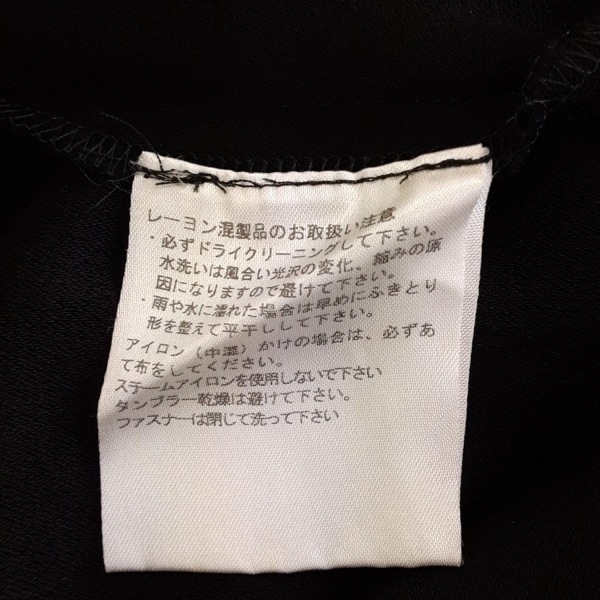 レーヨン混製品のお取扱い注意
・必ずドライクリーニングして下さい。
水洗いは風合い光沢の変化、縮みの原
因になりますので避けて下さい。
・雨や水に濡れた場合は早めにふきとり
形を整えて平干しして下さい。
アイロン(中温)かけの場合は、必ずあ
て布をしてください。
スチームアイロンを使用しないで下さい
タンブラー乾燥は避けて下さい。
ファスナーは閉じて洗って下さい